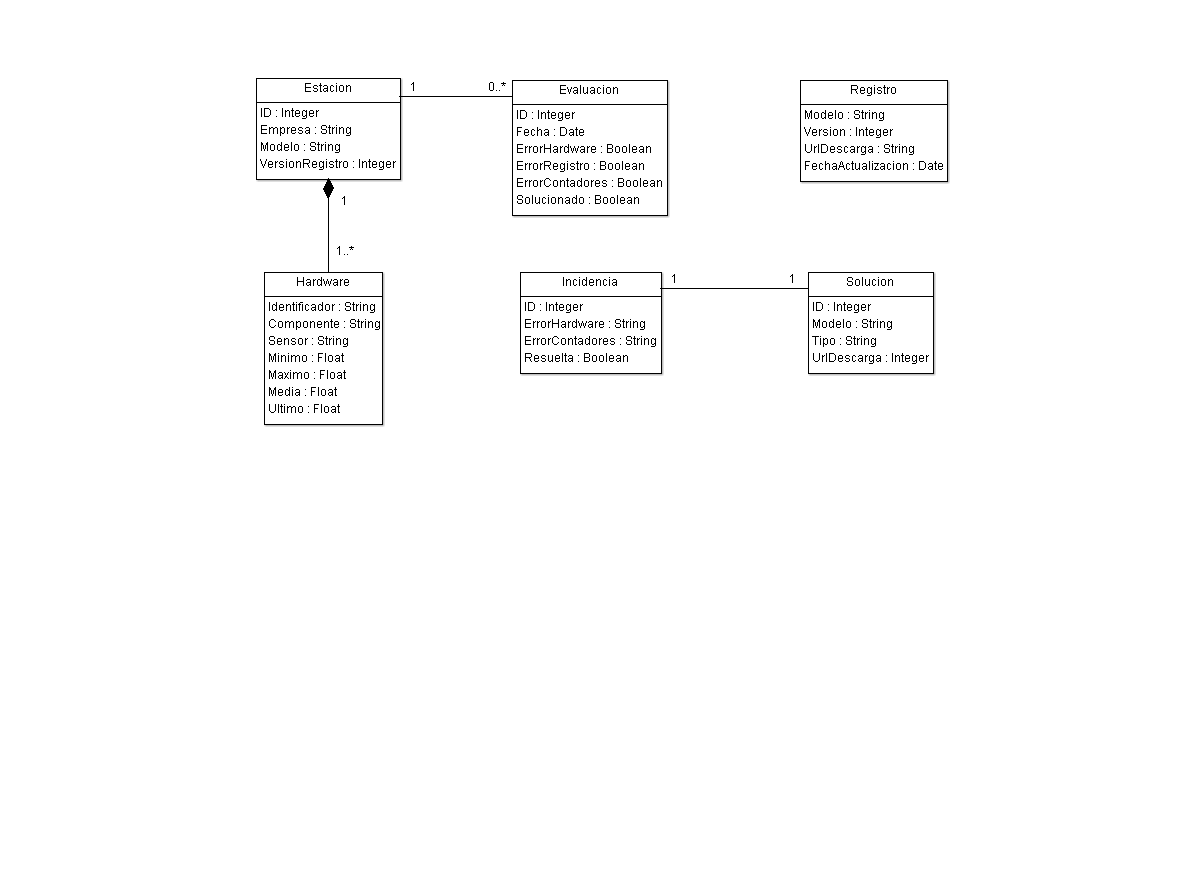 Estacion
ID : Integer
Empresa : String
Modelo : String
VersionRegistro : Integer
1
0..*
Evaluacion
ID : Integer
Fecha : Date
ErrorHardware : Boolean
ErrorRegistro : Boolean
ErrorContadores : Boolean
Solucionado : Boolean
Registro
Modelo : String
Version : Integer
UrlDescarga : String
FechaActualizacion : Date
1
1..*
Hardware
Identificador : String
Componente : String
Sensor : String
Minimo : Float
Maximo : Float
Media : Float
Ultimo : Float
Incidencia
ID : Integer
ErrorHardware : String
ErrorContadores : String
Resuelta : Boolean
1
1
Solucion
ID : Integer
Modelo : String
Tipo : String
UrlDescarga : Integer